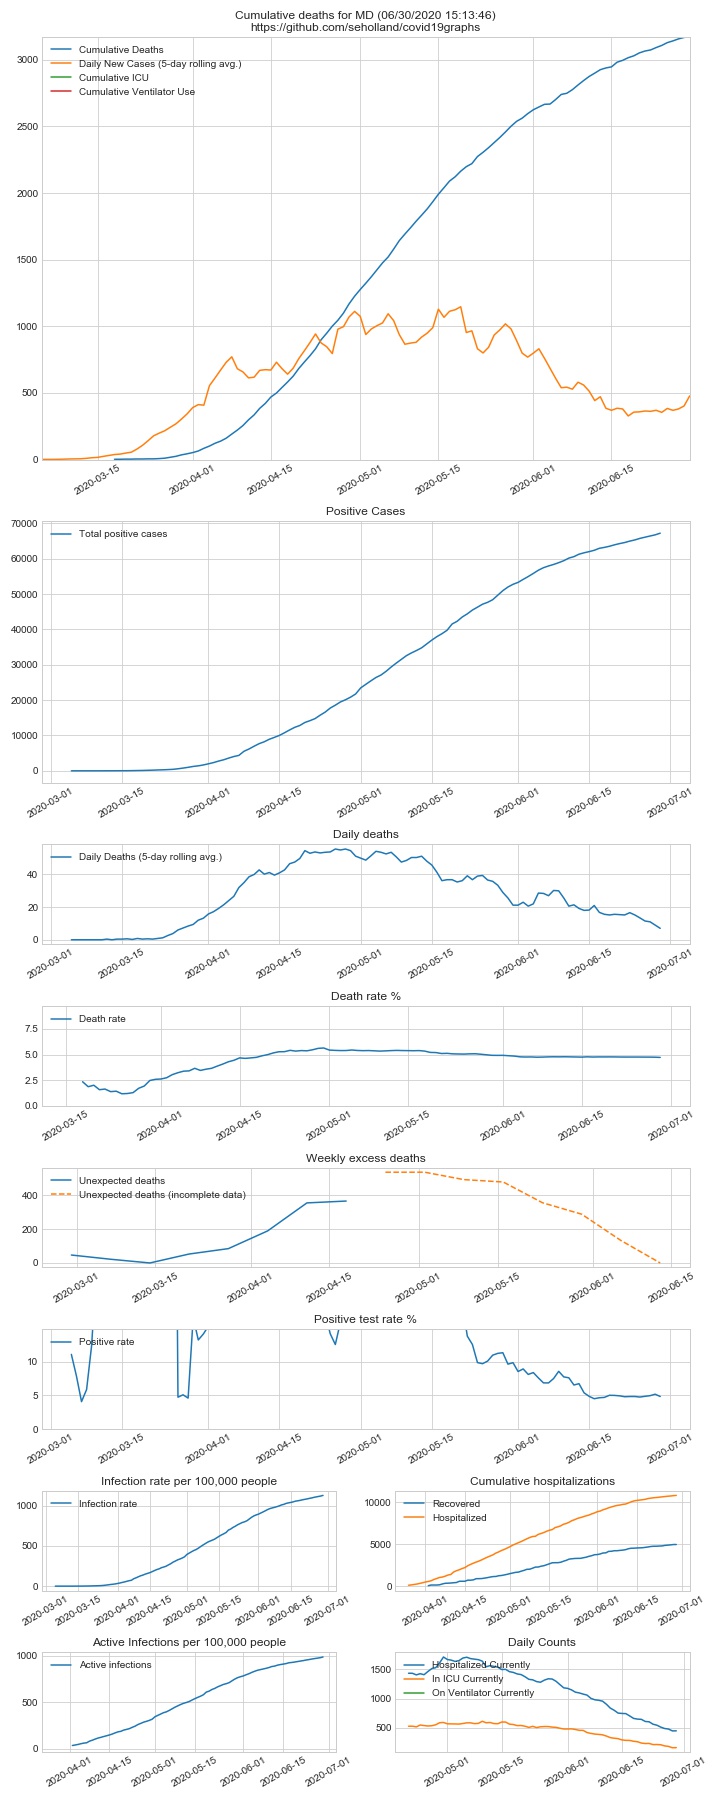 Cumulative deaths for MD (06/30/2020 15:13:46)
https://github.com/seholland/covid19graphs
Cumulative Deaths
Daily New Cases (5-day rolling avg.)
Cumulative ICU
Cumulative Ventilator Use
3000
2500
2000
1500
1000
500
0
2020-03-15 2020-04-01 2020-04-15 2020-05-01 2020-05-15 2020-06-01 2020-06-15
Positive Cases
Total positive cases
70000
60000
50000
40000
30000
20000
10000
0
2020-03-01 2020-03-15 2020-04-01 2020-04-15 2020-05-01 2020-05-15 2020-06-01 2020-06-15 2020-07-01
Daily deaths
Daily Deaths (5-day rolling avg.)
40
20
0
2020-03-01 2020-03-15 2020-04-01 2020-04-15 2020-05-01 2020-05-15 2020-06-01 2020-06-15 2020-07-01
Death rate %
Death rate
7.5
5.0
2.5
0.0
2020-03-15 2020-04-01 2020-04-15 2020-05-01 2020-05-15 2020-06-01 2020-06-15 2020-07-01
Weekly excess deaths
Unexpected deaths
Unexpected deaths (incomplete data)
400
200
0
2020-03-01 2020-03-15 2020-04-01 2020-04-15 2020-05-01 2020-05-15 2020-06-01 2020-06-15
Positive test rate %
Positive rate
10
5
0
2020-03-01 2020-03-15 2020-04-01 2020-04-15 2020-05-01 2020-05-15 2020-06-01 2020-06-15 2020-07-01
Infection rate per 100,000 people
Infection rate
1000
500
0
2020-03-01 2020-03-15 2020-04-01 2020-04-15 2020-05-01 2020-05-15 2020-06-01 2020-06-15 2020-07-01
Cumulative hospitalizations
Recovered
Hospitalized
10000
5000
0
2020-04-01 2020-04-15 2020-05-01 2020-05-15 2020-06-01 2020-06-15 2020-07-01
Active Infections per 100,000 people
Active infections
1000
500
0
2020-04-01 2020-04-15 2020-05-01 2020-05-15 2020-06-01 2020-06-15 2020-07-01
Daily Counts
Hospitalized Currently
In ICU Currently
On Ventilator Currently
1500
1000
500
2020-05-01 2020-05-15 2020-06-01 2020-06-15 2020-07-01